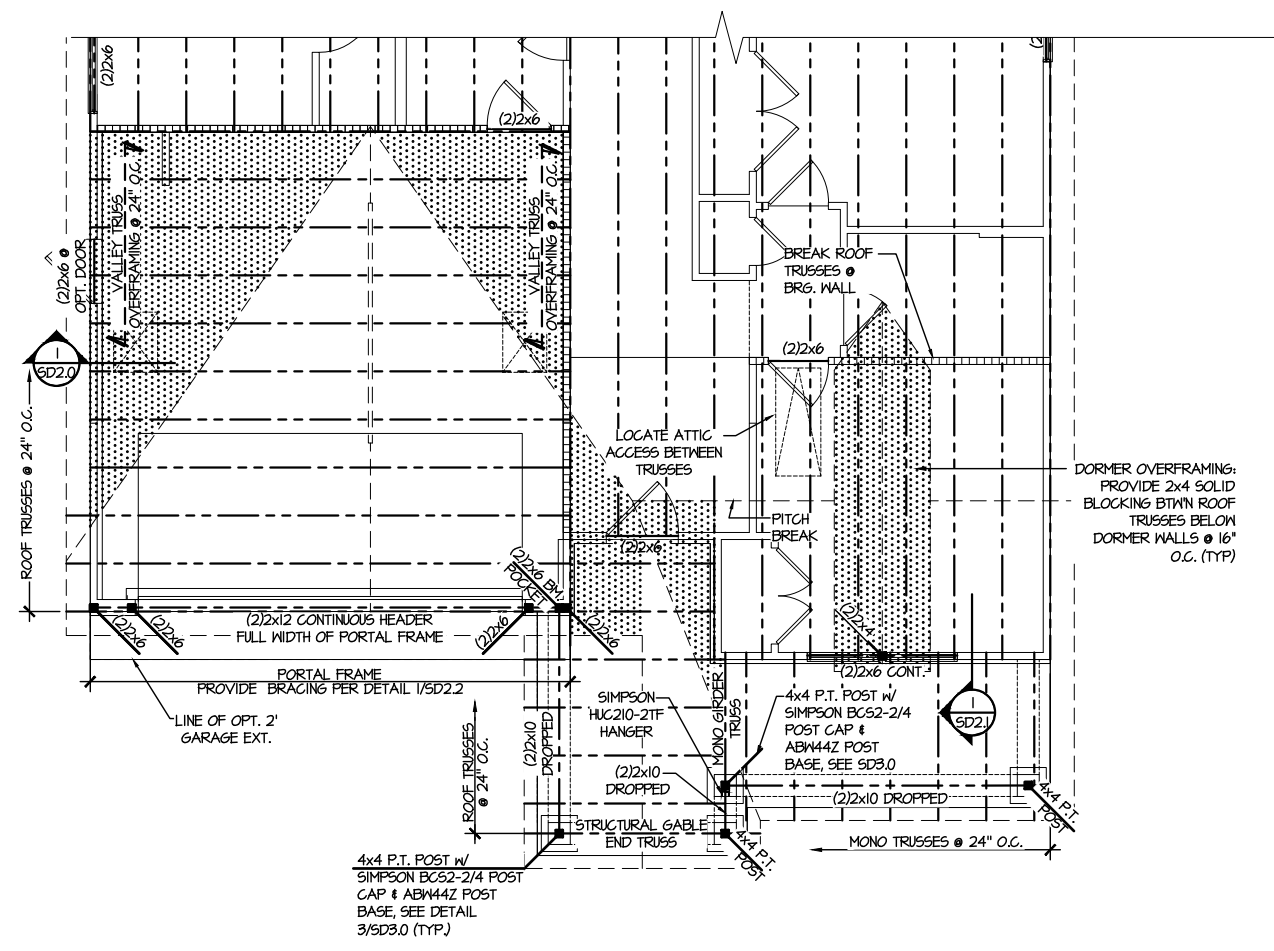 (2)2x6
(2
(2)2x6
VALLEY TRUSS
OVERFRAMING @ 24" O.C.
VALLEY TRUSS
OVERFRAMING @ 24" O.C.
(2)2x6 @
OPT. DOOR
BREAK ROOF
TRUSSES @
BRG. WALL
1
SD2.0
(2)2x6
ROOF TRUSSES @ 24" O.C.
LOCATE ATTIC
ACCESS BETWEEN
TRUSSES
DORMER OVERFRAMING:
PROVIDE 2x4 SOLID
BLOCKING BTW'N ROOF
TRUSSES BELOW
DORMER WALLS @ 16"
O.C. (TYP)
PITCH
BREAK
(2)2x6
(2)2x6 BM.
POCKET
(2)2x6
(2)2x6
(2)2x12 CONTINUOUS HEADER
FULL WIDTH OF PORTAL FRAME
(2)2x6
(2)2x6
(2)2x4
(2)2x6 CONT.
PORTAL FRAME
PROVIDE BRACING PER DETAIL 1/SD2.2
LINE OF OPT. 2'
GARAGE EXT.
SIMPSON
HUC210-2TF
HANGER
MONO GIRDER
TRUSS
4x4 P.T. POST W/
SIMPSON BCS2-2/4
POST CAP &
ABW44Z POST
BASE, SEE SD3.0
1
SD2.1
ROOF TRUSSES
@ 24" O.C.
(2)2x10
DROPPED
(2)2x10
DROPPED
(2)2x10 DROPPED
4x4 P.T.
POST
STRUCTURAL GABLE
END TRUSS
4x4 P.T.
POST
MONO TRUSSES @ 24" O.C.
4x4 P.T. POST W/
SIMPSON BCS2-2/4 POST
CAP & ABW44Z POST
BASE, SEE DETAIL
3/SD3.0 (TYP.)